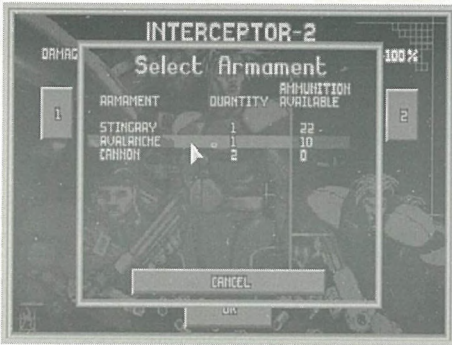 INTERCEPTOR-2
DAMAG 100%
Select Armament
ARMAMENT QUANTITY AMMUNITION AVAILABLE
1 2
STINGRAY 1 22
AVALANCHE 1 10
CANNON 2 0
CANCEL
OK